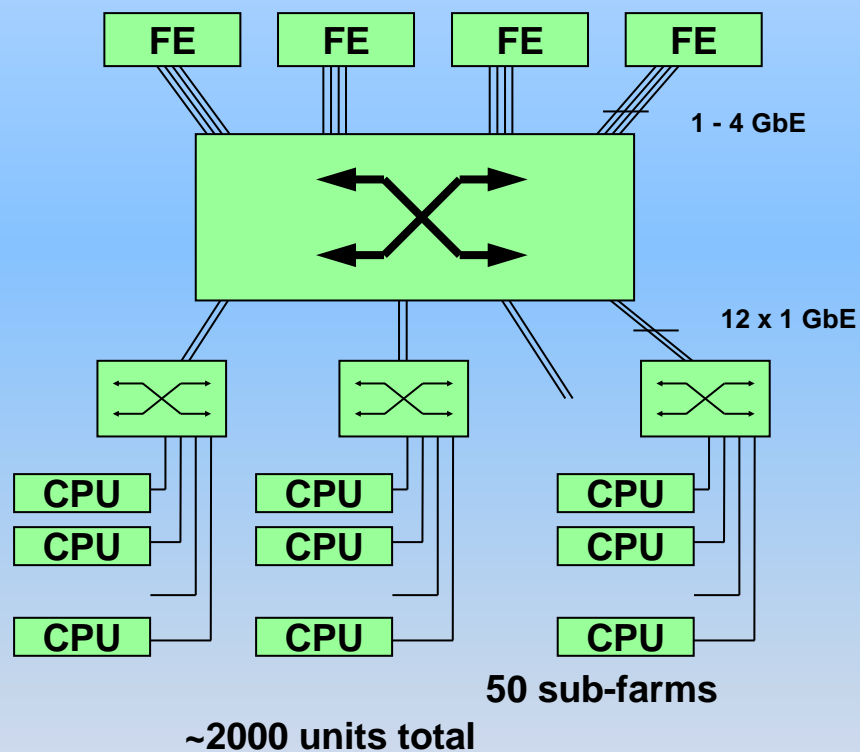 FE FE FE FE
1 - 4 GbE
12 x 1 GbE
CPU CPU CPU
CPU CPU CPU
CPU CPU CPU
50 sub-farms
~2000 units total